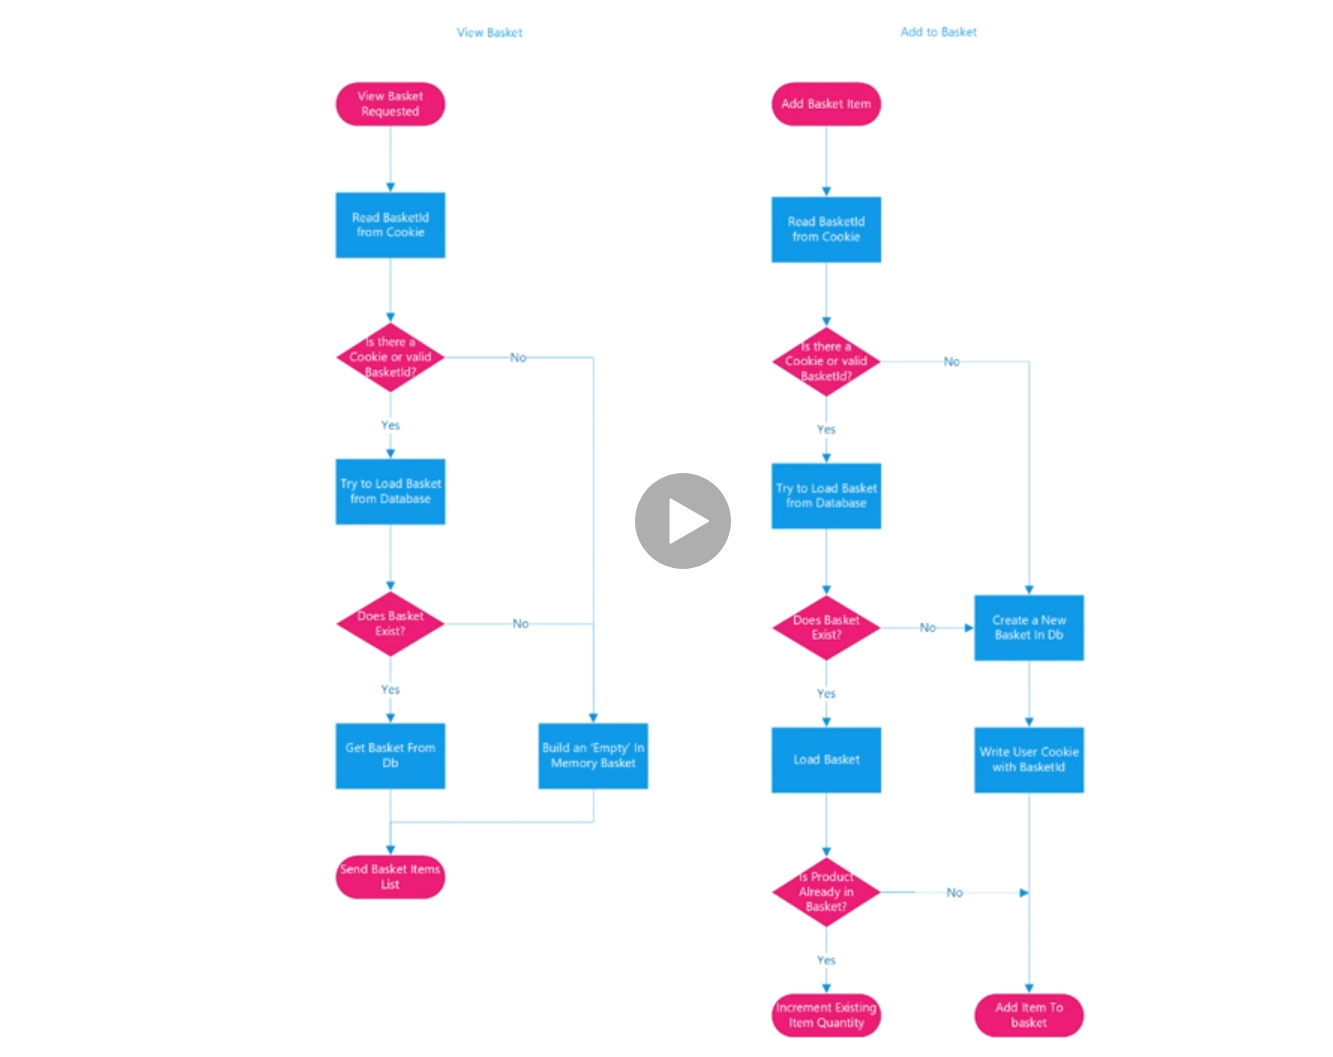 View Basket
View Basket
Requested
Read BasketId
from Cookie
Is there a
Cookie or valid
BasketId?
No
Yes
Try to Load Basket
from Database
Does Basket
Exist?
No
Yes
Get Basket From
Db
Build an 'Empty' In
Memory Basket
Send Basket Items
List
Add to Basket
Add Basket Item
Read BasketId
from Cookie
Is there a
Cookie or valid
BasketId?
No
Yes
Try to Load Basket
from Database
Does Basket
Exist?
No
Create a New
Basket In Db
Yes
Load Basket
Write User Cookie
with BasketId
Is Product
Already in
Basket?
No
Yes
Increment Existing
Item Quantity
Add Item To
basket